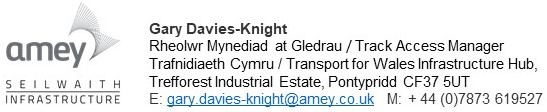 amey
SEILWAITH
INFRASTRUCTURE
Gary Davies-Knight
Rheolwr Mynediad at Gledrau / Track Access Manager
Trafnidiaeth Cymru / Transport for Wales Infrastructure Hub,
Trefforest Industrial Estate, Pontypridd CF37 5UT
E: gary.davies-knight@amey.co.uk M: + 44 (0)7873 619527